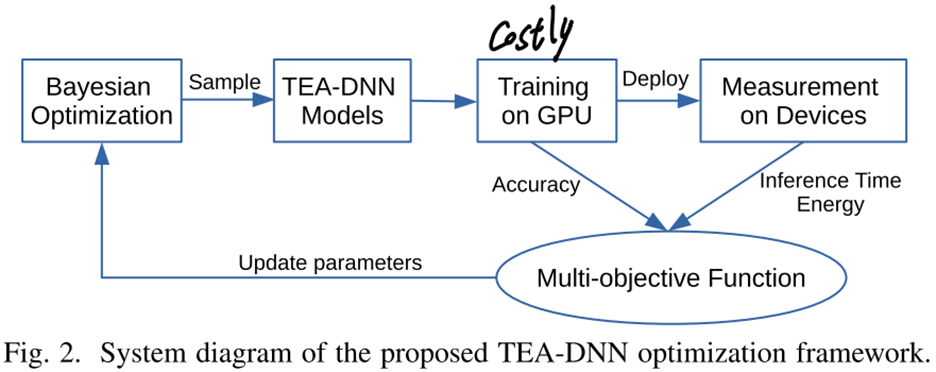 Costly
Bayesian
Optimization
Sample
TEA-DNN
Models
Training
on GPU
Deploy
Measurement
on Devices
Accuracy
Inference Time
Energy
Update parameters
Multi-objective Function
Fig. 2. System diagram of the proposed TEA-DNN optimization framework.